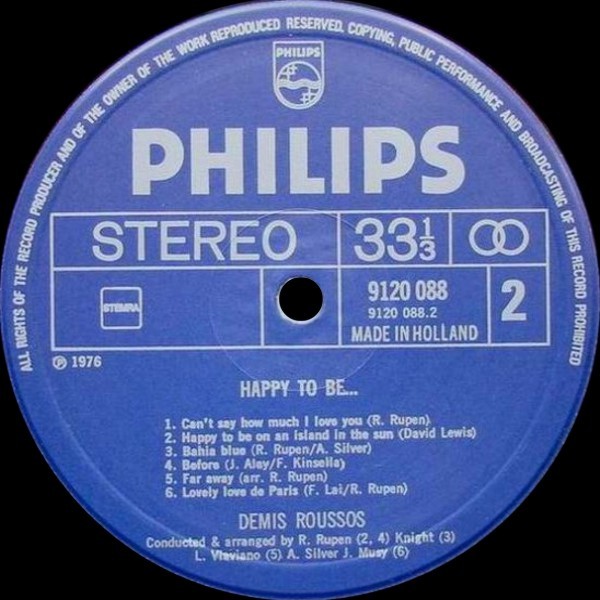 ALL RIGHTS OF THE RECORD PRODUCER AND OF THE OWNER OF THE WORK REPRODUCED RESERVED. COPYING, PUBLIC PERFORMANCE AND BROADCASTING OF THIS RECORD PROHIBITED
PHILIPS
PHILIPS
STEREO 33⅓
STEMRA 9120 088 2
9120 088.2
MADE IN HOLLAND
Ⓟ 1976
HAPPY TO BE...
1. Can't say how much I love you (R. Rupen)
2. Happy to be on an island in the sun (David Lewis)
3. Bahia blue (R. Rupen/A. Silver)
4. Before (J. Alay/F. Kinsella)
5. Far away (arr. R. Rupen)
6. Lovely love de Paris (F. Lai/R. Rupen)
DEMIS ROUSSOS
Conducted & arranged by R. Rupen (2, 4) Knight (3)
L. Vlaviano (5) A. Silver J. Musy (6)